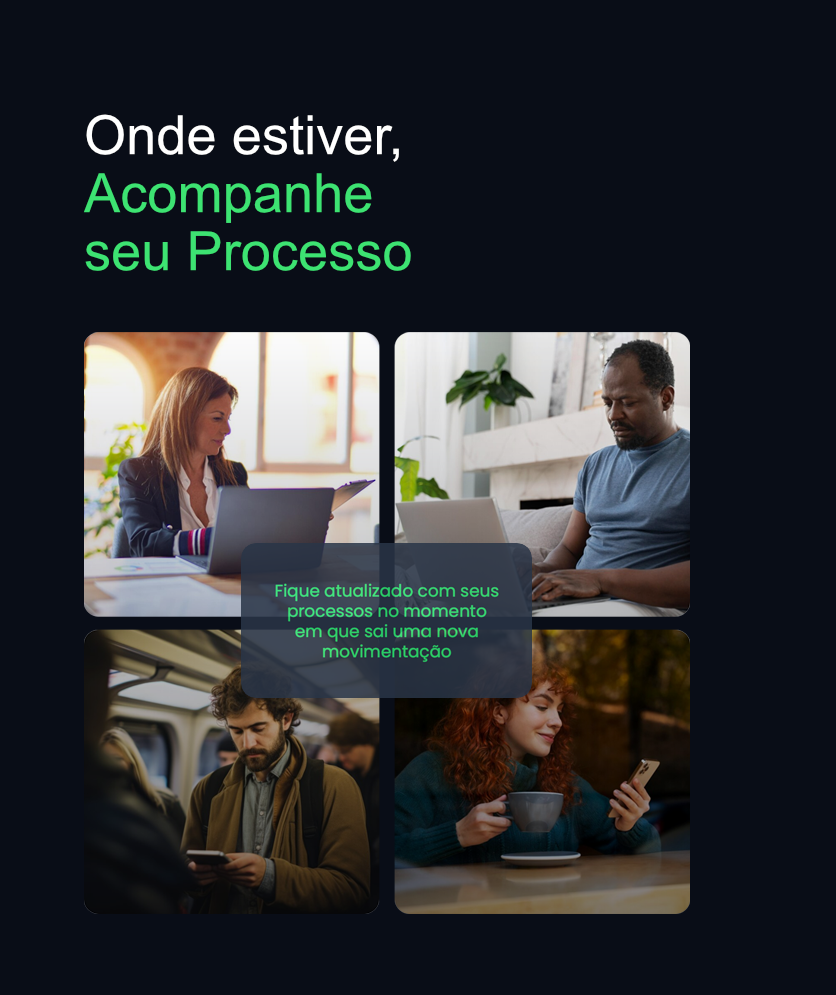 Onde estiver,
Acompanhe
seu Processo
Fique atualizado com seus
processos no momento
em que sai uma nova
movimentação